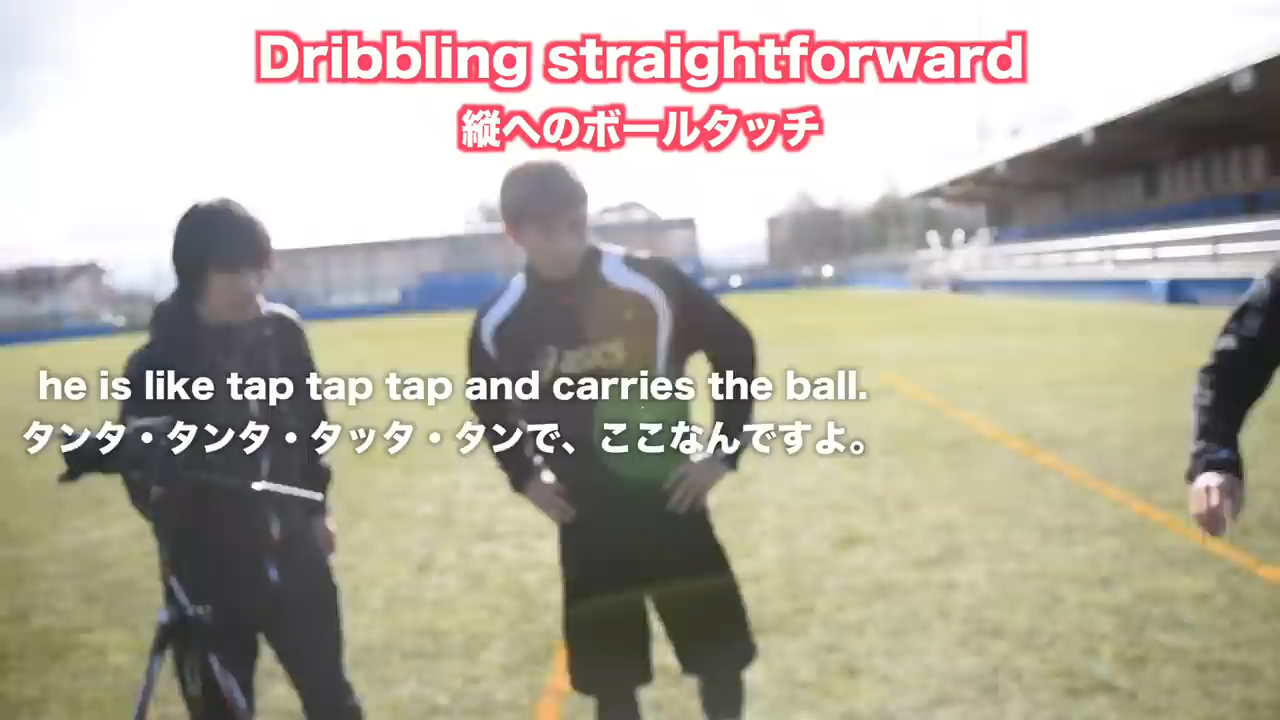 Dribbling straightforward
縦へのボールタッチ
asics
he is like tap tap tap and carries the ball.
タンタ・タンタ・タッタ・タンで、ここなんですよ。